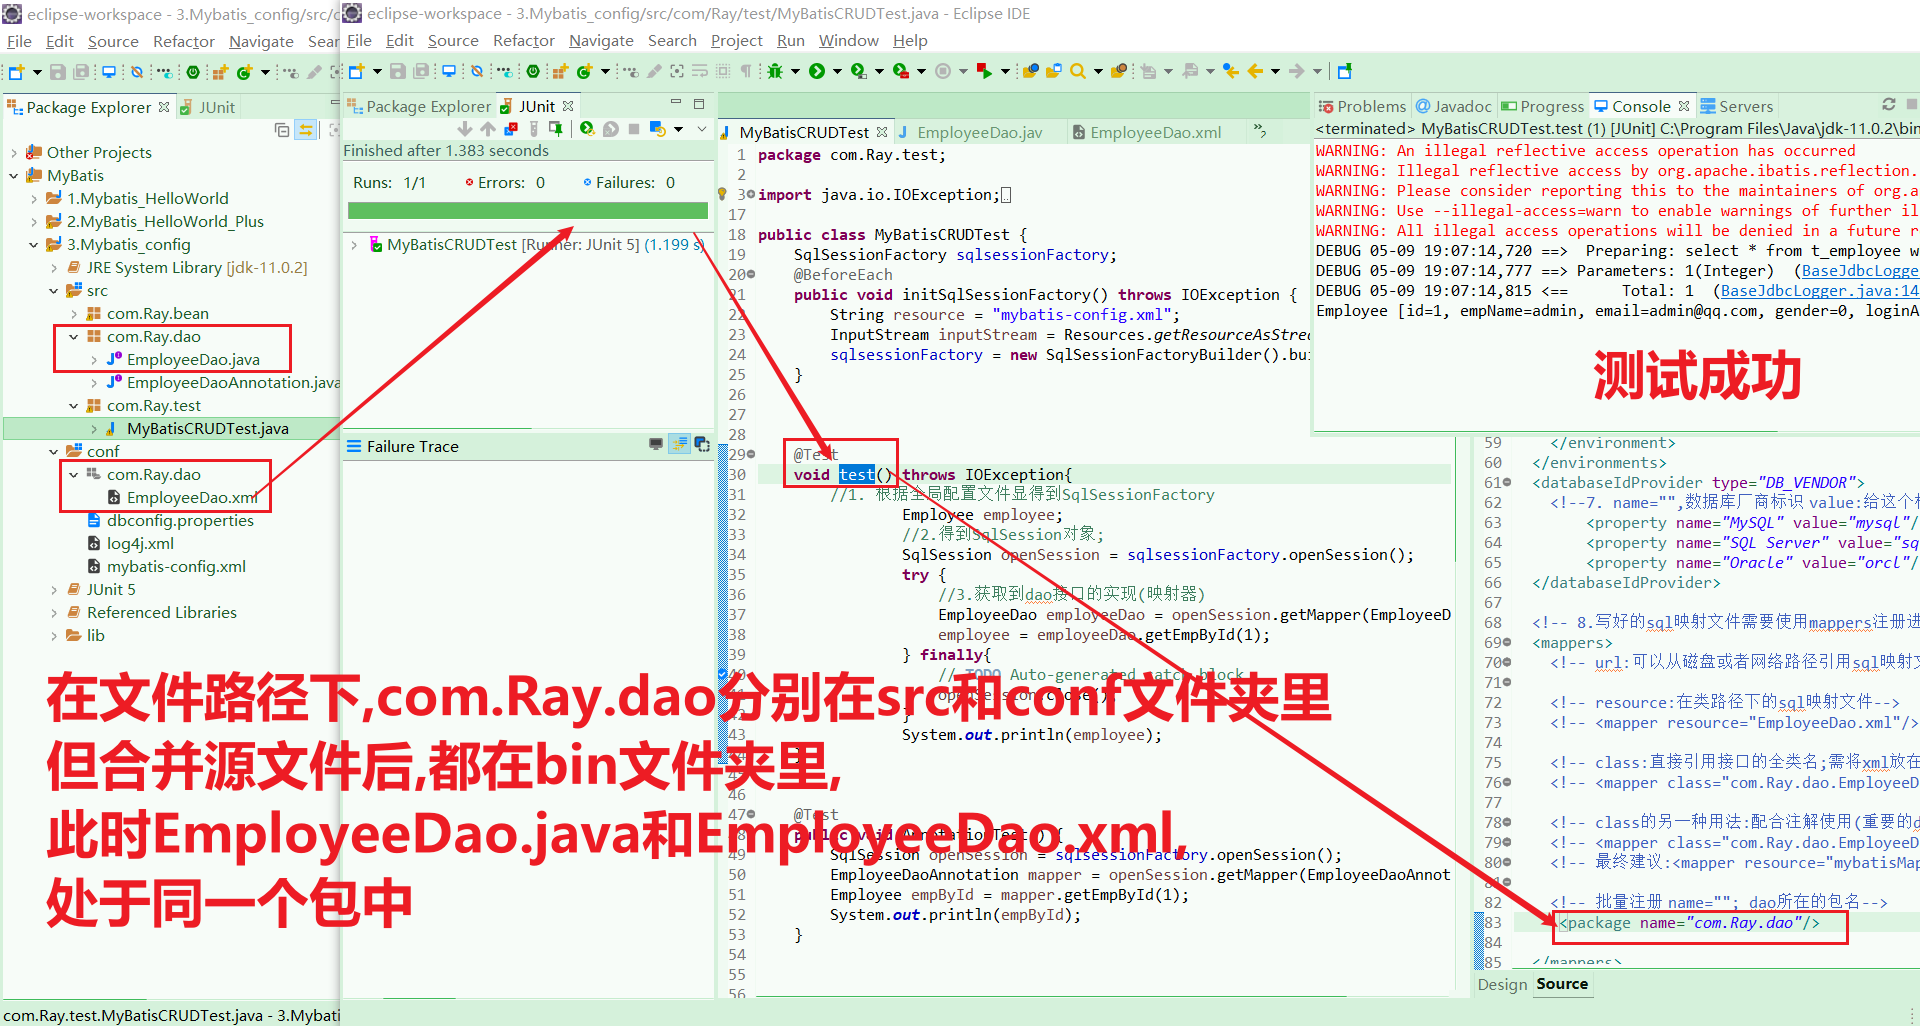 eclipse-workspace - 3.Mybatis_config/src/c
File Edit Source Refactor Navigate Sear
Package Explorer JUnit
Other Projects
MyBatis
1.Mybatis_HelloWorld
2.MyBatis_HelloWorld_Plus
3.Mybatis_config
JRE System Library [jdk-11.0.2]
src
com.Ray.bean
com.Ray.dao
EmployeeDao.java
EmployeeDaoAnnotation.java
com.Ray.test
MyBatisCRUDTest.java
conf
com.Ray.dao
EmployeeDao.xml
dbconfig.properties
log4j.xml
mybatis-config.xml
JUnit 5
Referenced Libraries
lib
com.Ray.test.MyBatisCRUDTest.java - 3.Mybati
eclipse-workspace - 3.Mybatis_config/src/com/Ray/test/MyBatisCRUDTest.java - Eclipse IDE
File Edit Source Refactor Navigate Search Project Run Window Help
Package Explorer JUnit
Finished after 1.383 seconds
Runs: 1/1 Errors: 0 Failures: 0
MyBatisCRUDTest [Runner: JUnit 5] (1.199 s)
Failure Trace
MyBatisCRUDTest EmployeeDao.jav EmployeeDao.xml
1 package com.Ray.test;
2
3 import java.io.IOException;
17
18 public class MyBatisCRUDTest {
19 SqlSessionFactory sqlsessionFactory;
20 @BeforeEach
21 public void initSqlSessionFactory() throws IOException {
22 String resource = "mybatis-config.xml";
23 InputStream inputStream = Resources.getResourceAsStrea
24 sqlsessionFactory = new SqlSessionFactoryBuilder().bui
25 }
26
27
28
29 @Test
30 void test() throws IOException{
31 //1. 根据全局配置文件显得到SqlSessionFactory
32 Employee employee;
33 //2.得到SqlSession对象;
34 SqlSession openSession = sqlsessionFactory.openSession();
35 try {
36 //3.获取到dao接口的实现(映射器)
37 EmployeeDao employeeDao = openSession.getMapper(EmployeeD
38 employee = employeeDao.getEmpById(1);
39 } finally{
40 // TODO Auto-generated catch block
openSession.close();
}
43 System.out.println(employee);
46
47 @Test
public void AnnotationTest() {
49 SqlSession openSession = sqlsessionFactory.openSession();
50 EmployeeDaoAnnotation mapper = openSession.getMapper(EmployeeDaoAnnot
51 Employee empById = mapper.getEmpById(1);
52 System.out.println(empById);
53 }
54
55
56
Problems Javadoc Progress Console Servers
<terminated> MyBatisCRUDTest.test (1) [JUnit] C:\Program Files\Java\jdk-11.0.2\bin
WARNING: An illegal reflective access operation has occurred
WARNING: Illegal reflective access by org.apache.ibatis.reflection.
WARNING: Please consider reporting this to the maintainers of org.a
WARNING: Use --illegal-access=warn to enable warnings of further il
WARNING: All illegal access operations will be denied in a future r
DEBUG 05-09 19:07:14,720 ==> Preparing: select * from t_employee w
DEBUG 05-09 19:07:14,777 ==> Parameters: 1(Integer) (BaseJdbcLogge
DEBUG 05-09 19:07:14,815 <== Total: 1 (BaseJdbcLogger.java:14
Employee [id=1, empName=admin, email=admin@qq.com, gender=0, loginA
测试成功
59 </environment>
60 </environments>
61 <databaseIdProvider type="DB_VENDOR">
62 <!--7. name="",数据库厂商标识 value:给这个标
63 <property name="MySQL" value="mysql"/
64 <property name="SQL Server" value="sq
65 <property name="Oracle" value="orcl"/
66 </databaseIdProvider>
67
68 <!-- 8.写好的sql映射文件需要使用mappers注册进
69 <mappers>
70 <!-- url:可以从磁盘或者网络路径引用sql映射文
71
72 <!-- resource:在类路径下的sql映射文件-->
73 <!-- <mapper resource="EmployeeDao.xml"/>
74
75 <!-- class:直接引用接口的全类名;需将xml放在
76 <!-- <mapper class="com.Ray.dao.EmployeeD
77
78 <!-- class的另一种用法:配合注解使用(重要的d
79 <!-- <mapper class="com.Ray.dao.EmployeeD
80 <!-- 最终建议:<mapper resource="mybatisMap
81
82 <!-- 批量注册 name=""; dao所在的包名-->
83 <package name="com.Ray.dao"/>
84
85 </mappers>
Design Source
在文件路径下,com.Ray.dao分别在src和conf文件夹里
但合并源文件后,都在bin文件夹里,
此时EmployeeDao.java和EmployeeDao.xml,
处于同一个包中